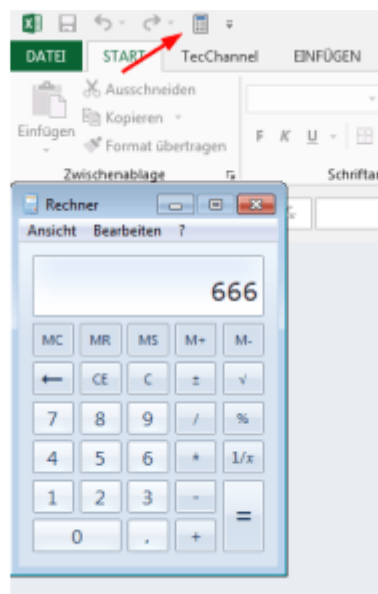 DATEI START TecChannel EINFÜGEN
Ausschneiden
Kopieren
Einfügen
Format übertragen
F K U
Zwischenablage
Rechner
Ansicht Bearbeiten ?
666
MC MR MS M+ M-
← CE C ± √
7 8 9 / %
4 5 6 * 1/x
1 2 3 - =
0 , +